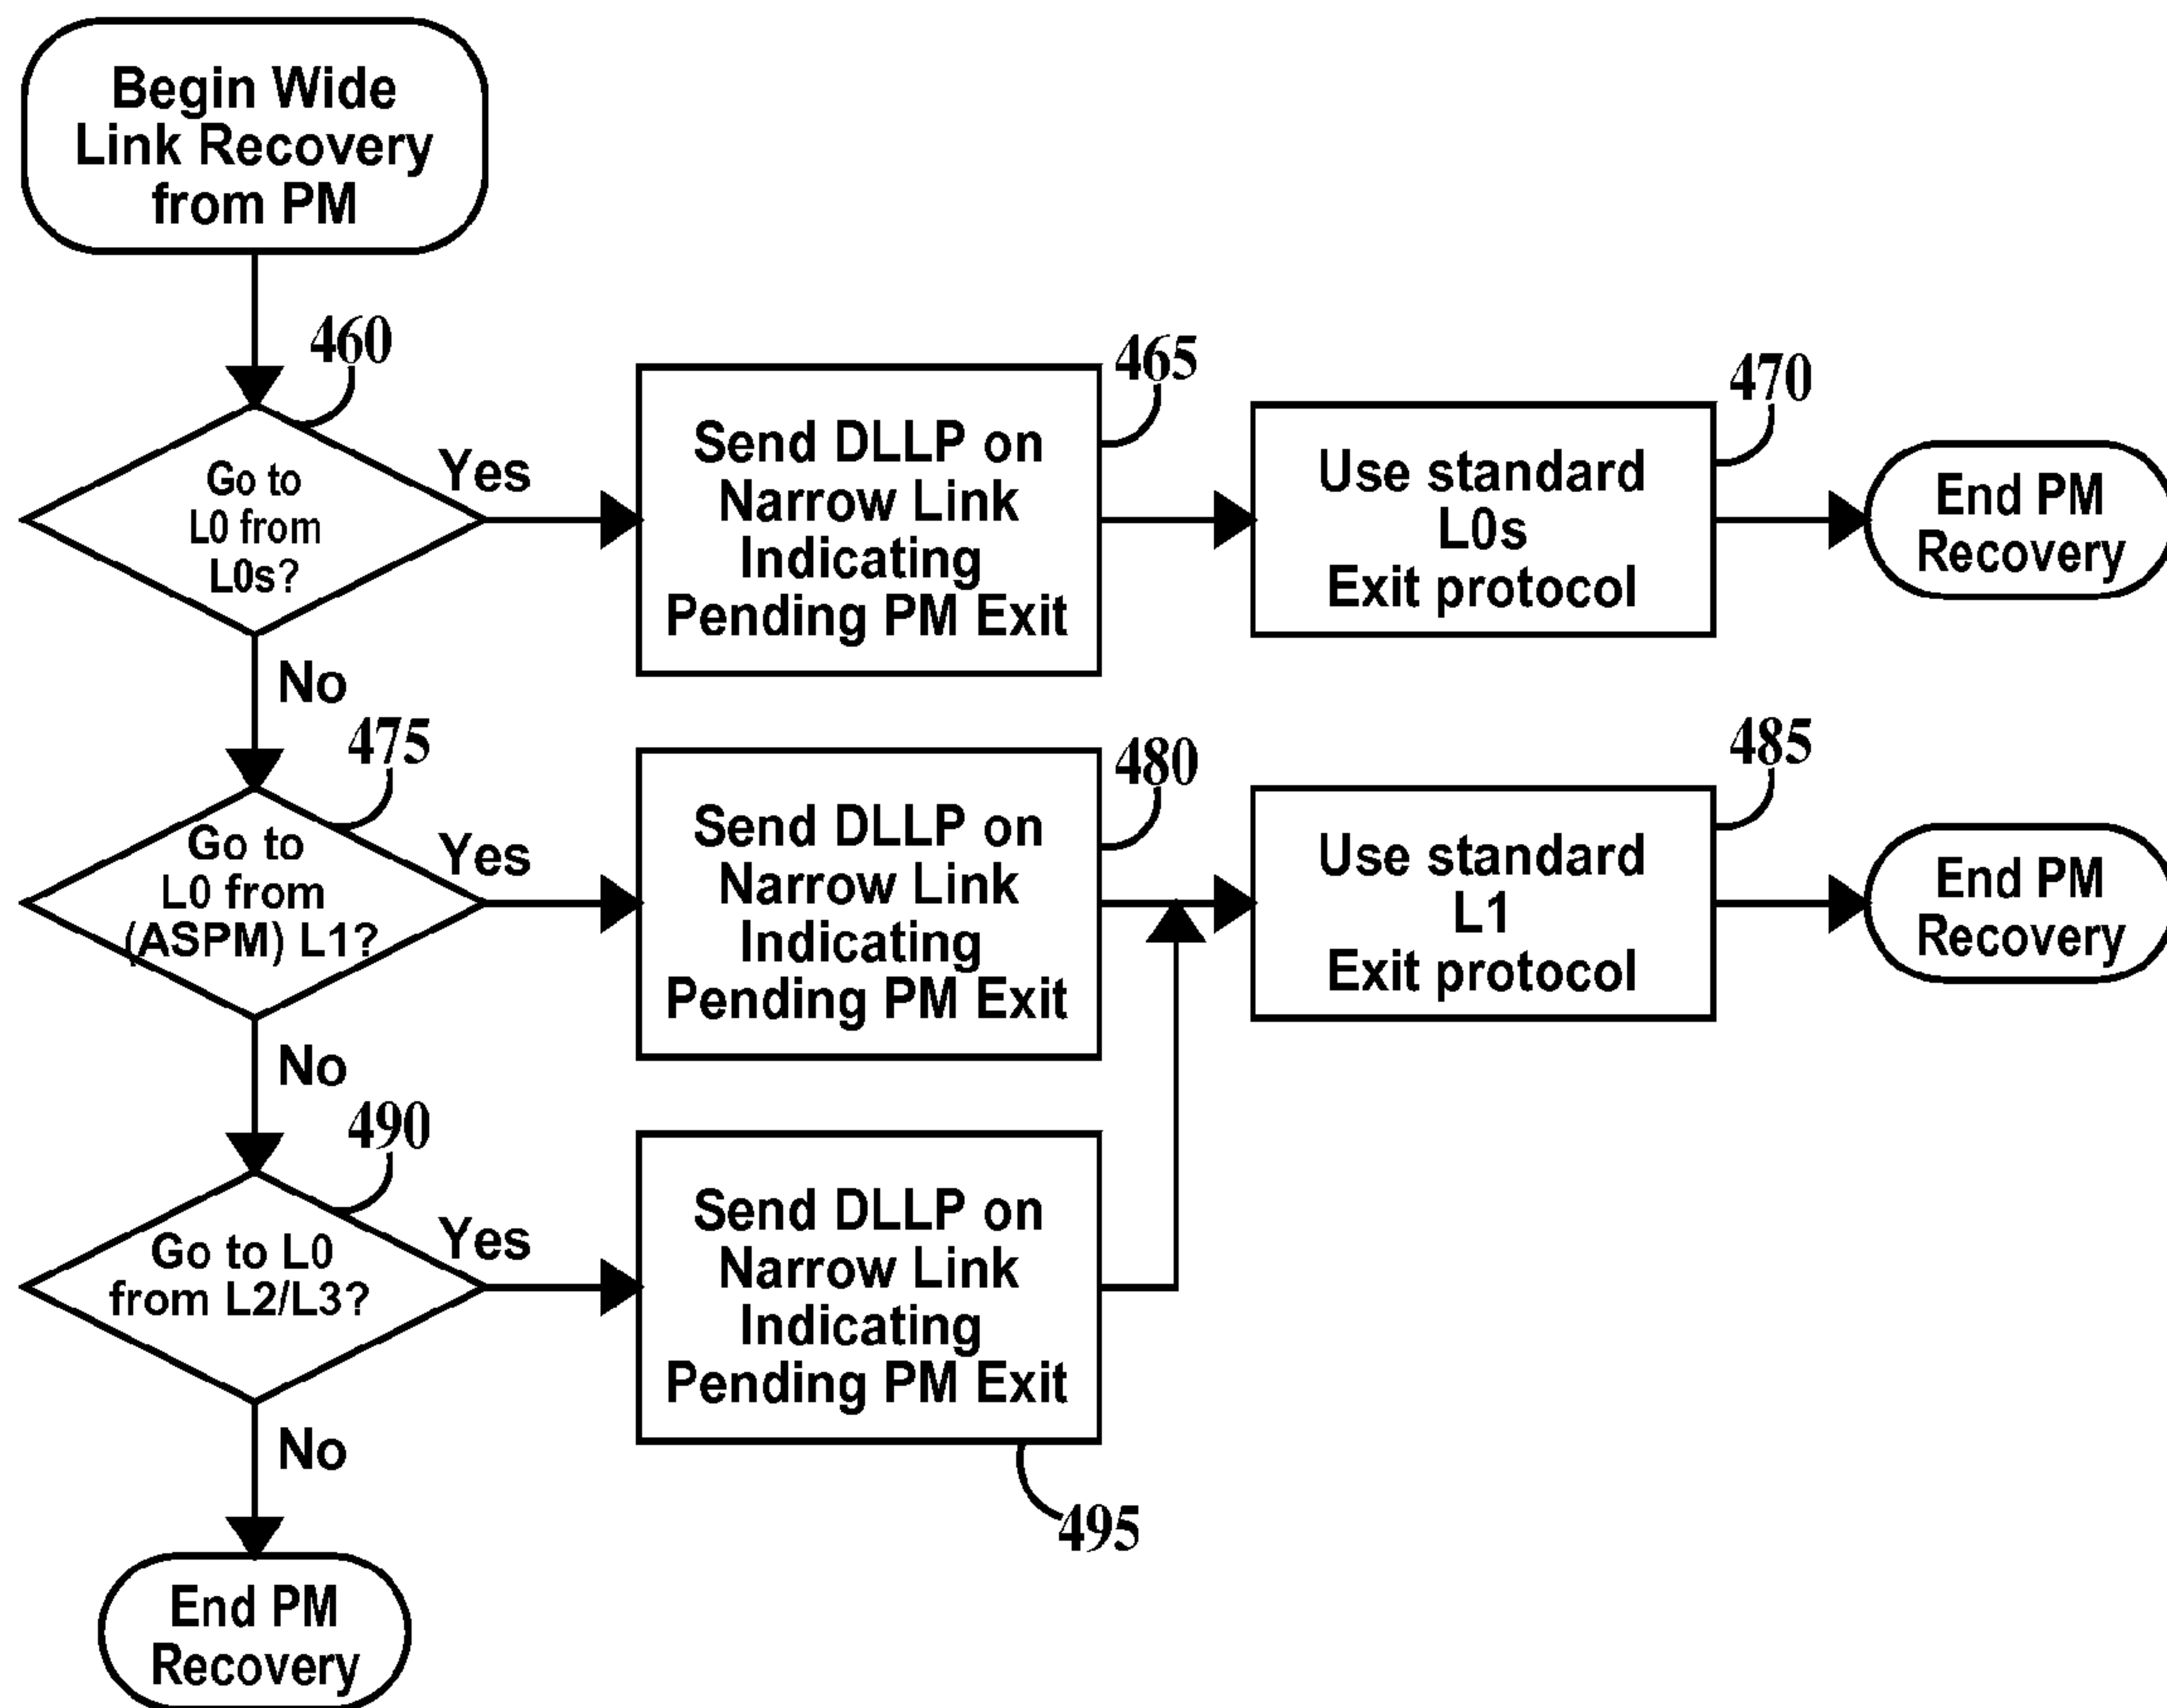 Begin Wide
Link Recovery
from PM
460
Go to
L0 from
L0s?
Yes
465
Send DLLP on
Narrow Link
Indicating
Pending PM Exit
470
Use standard
L0s
Exit protocol
End PM
Recovery
No
475
Go to
L0 from
(ASPM) L1?
Yes
480
Send DLLP on
Narrow Link
Indicating
Pending PM Exit
485
Use standard
L1
Exit protocol
End PM
Recovery
No
490
Go to L0
from L2/L3?
Yes
Send DLLP on
Narrow Link
Indicating
Pending PM Exit
495
No
End PM
Recovery